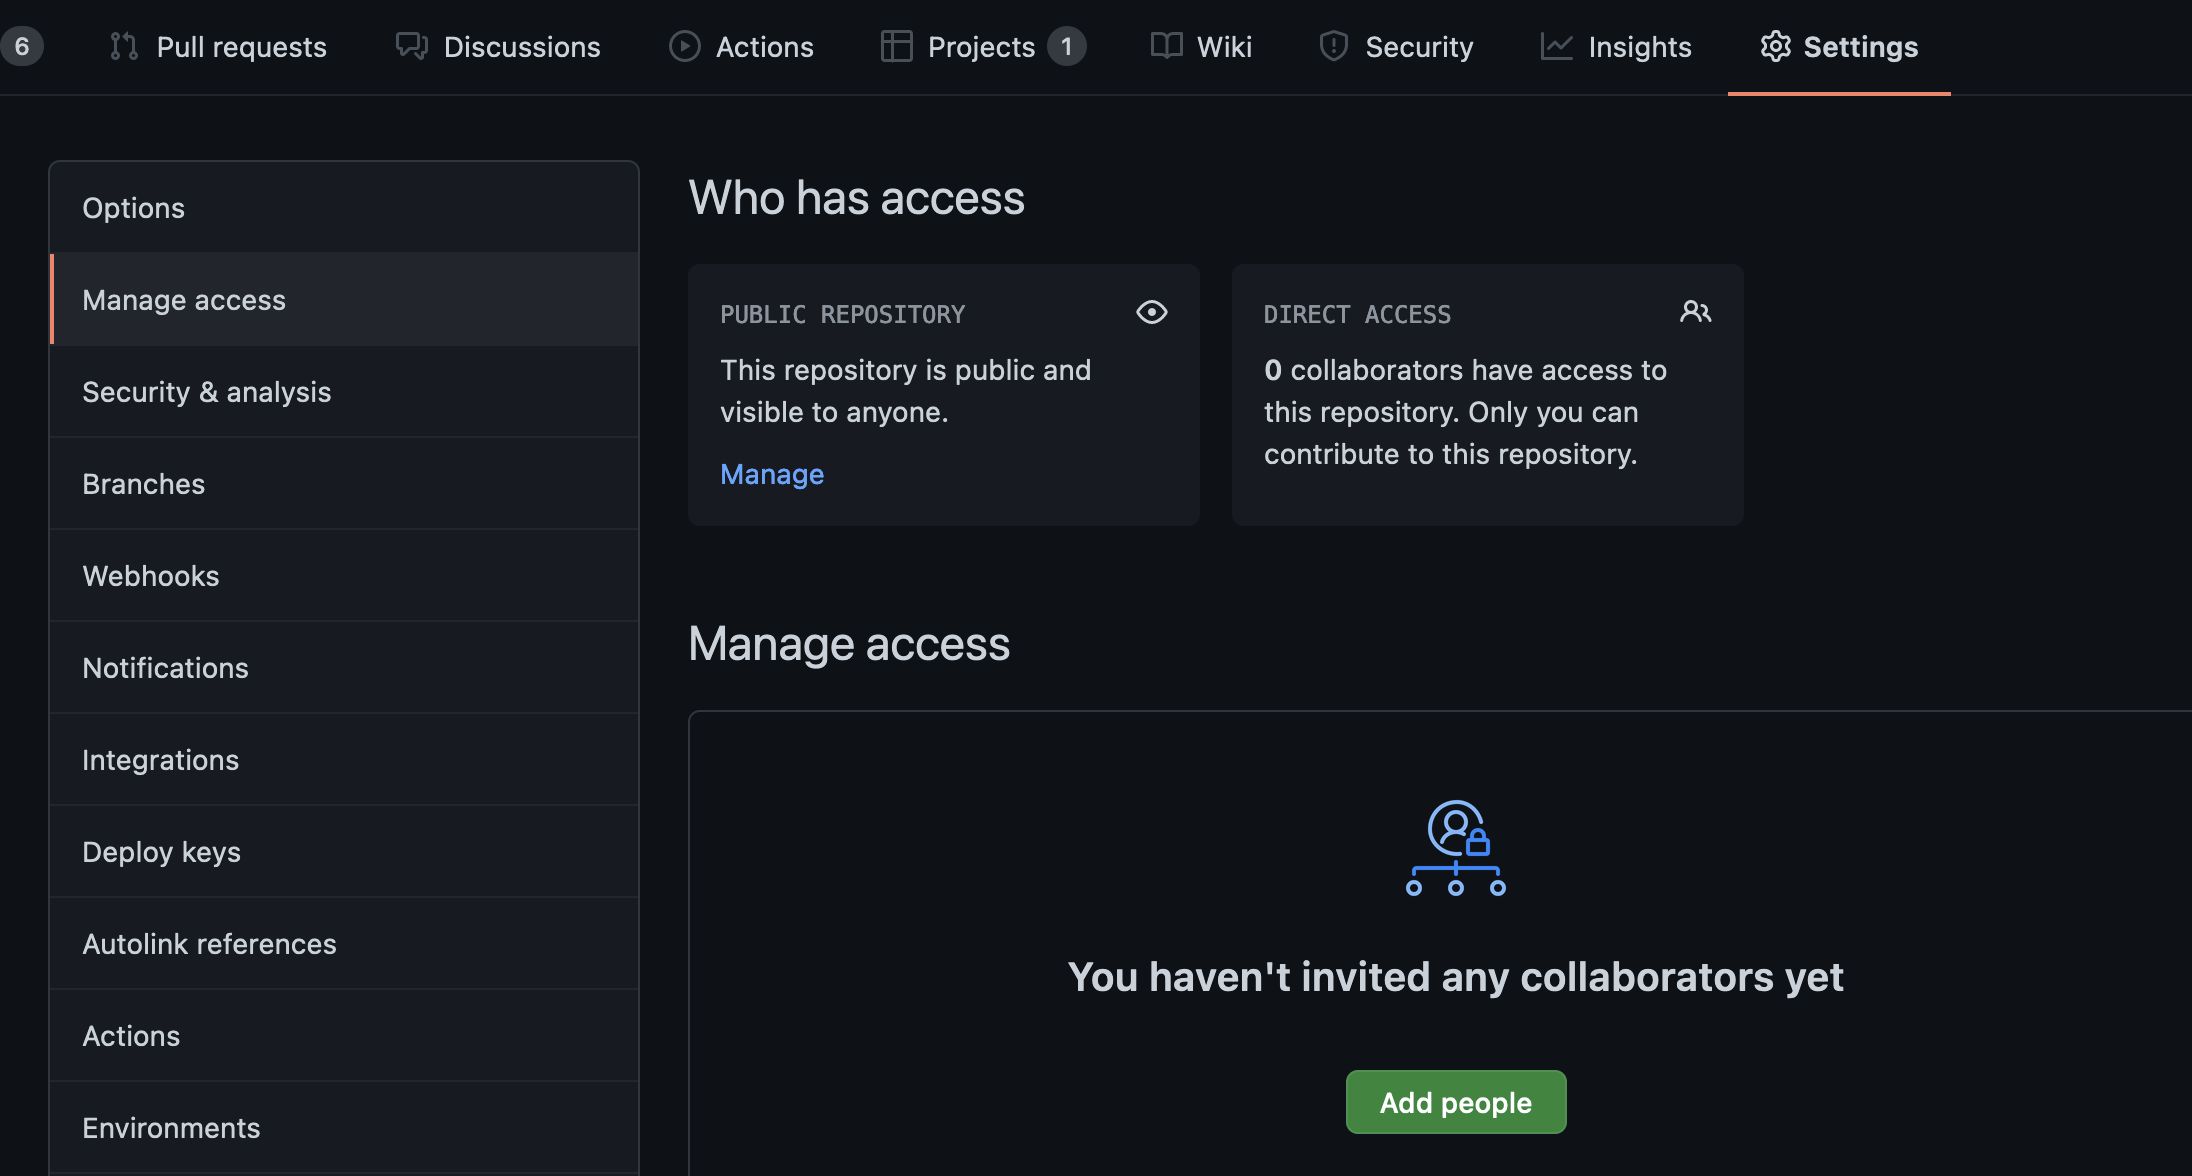 6 Pull requests Discussions Actions Projects 1 Wiki Security Insights Settings
Options
Manage access
Security & analysis
Branches
Webhooks
Notifications
Integrations
Deploy keys
Autolink references
Actions
Environments
Who has access
PUBLIC REPOSITORY
This repository is public and
visible to anyone.
Manage
DIRECT ACCESS
0 collaborators have access to
this repository. Only you can
contribute to this repository.
Manage access
You haven't invited any collaborators yet
Add people